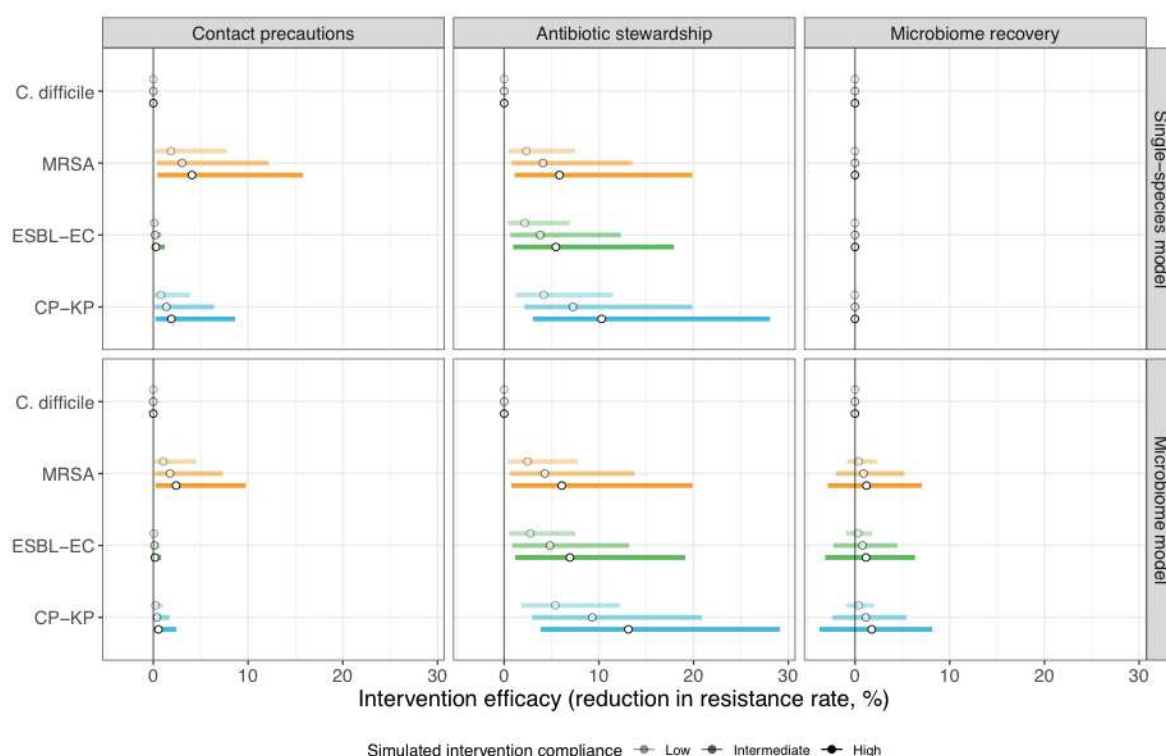 Contact precautions
Antibiotic stewardship
Microbiome recovery
C. difficile
MRSA
ESBL−EC
CP−KP
Single−species model
C. difficile
MRSA
ESBL−EC
CP−KP
Microbiome model
0 10 20 30 0 10 20 30 0 10 20 30
Intervention efficacy (reduction in resistance rate, %)
Simulated intervention compliance Low Intermediate High